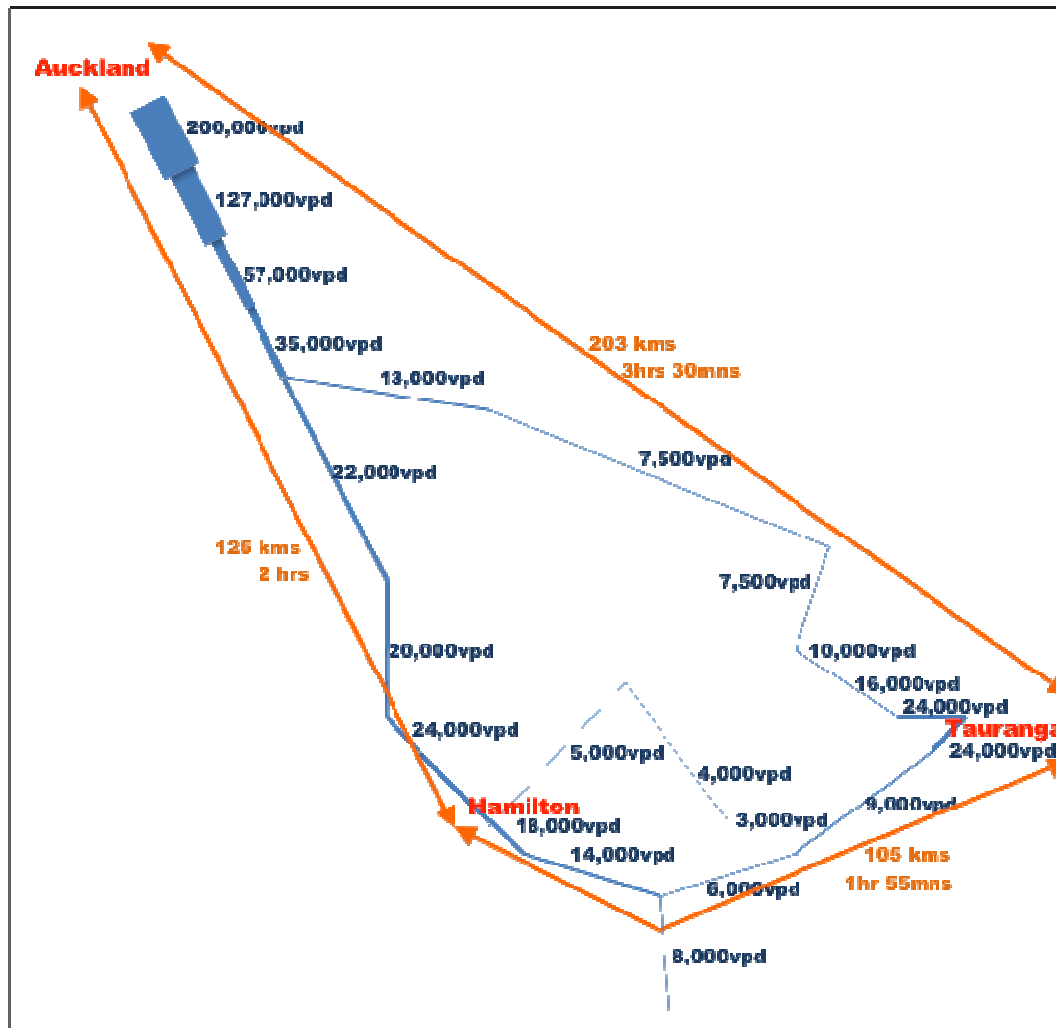 Auckland
200,000vpd
127,000vpd
57,000vpd
35,000vpd
203 kms
3hrs 30mns
13,000vpd
7,500vpd
22,000vpd
126 kms
2 hrs
7,500vpd
20,000vpd
10,000vpd
16,000vpd
24,000vpd
24,000vpd
Tauranga
24,000vpd
5,000vpd
4,000vpd
Hamilton
9,000vpd
18,000vpd
3,000vpd
14,000vpd
105 kms
1hr 55mns
6,000vpd
8,000vpd